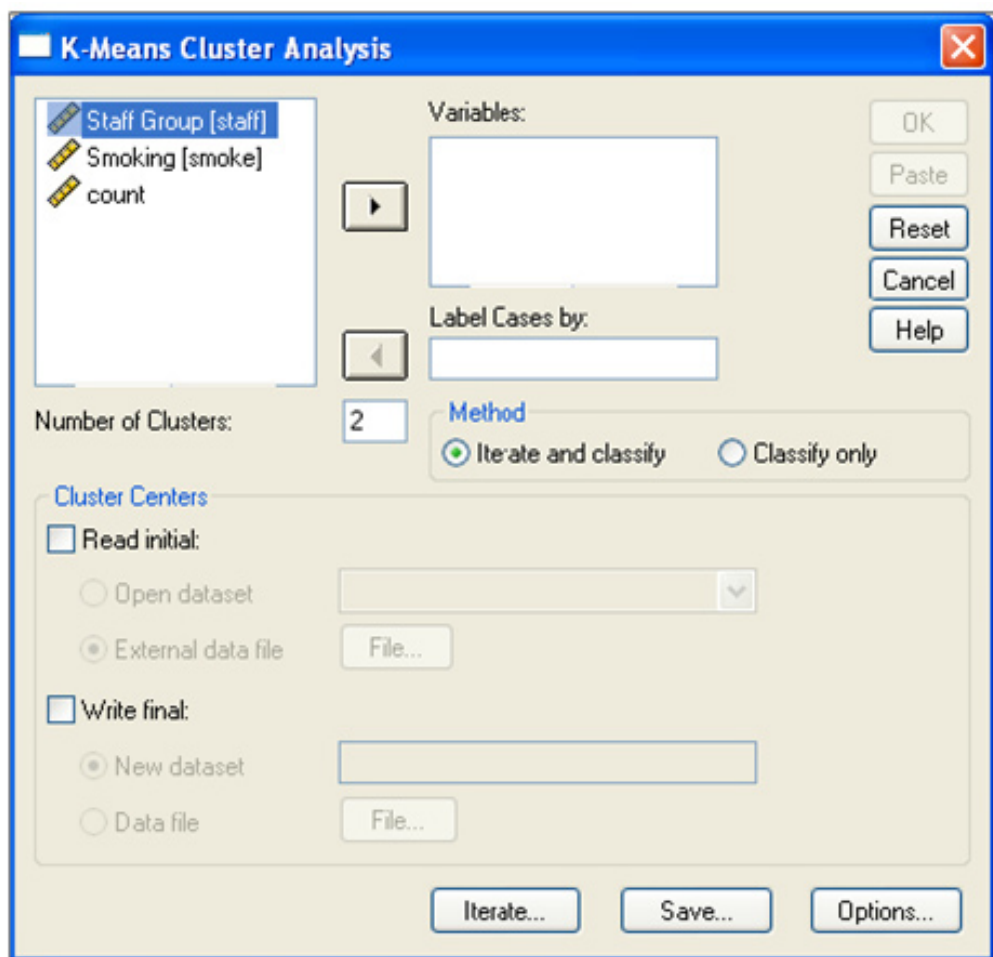 K-Means Cluster Analysis
Staff Group [staff]
Smoking [smoke]
count
Variables:
OK
Paste
Reset
Cancel
Help
Label Cases by:
Number of Clusters:
2
Method
Iterate and classify
Classify only
Cluster Centers
Read initial:
Open dataset
External data file
File...
Write final:
New dataset
Data file
File...
Iterate...
Save...
Options...